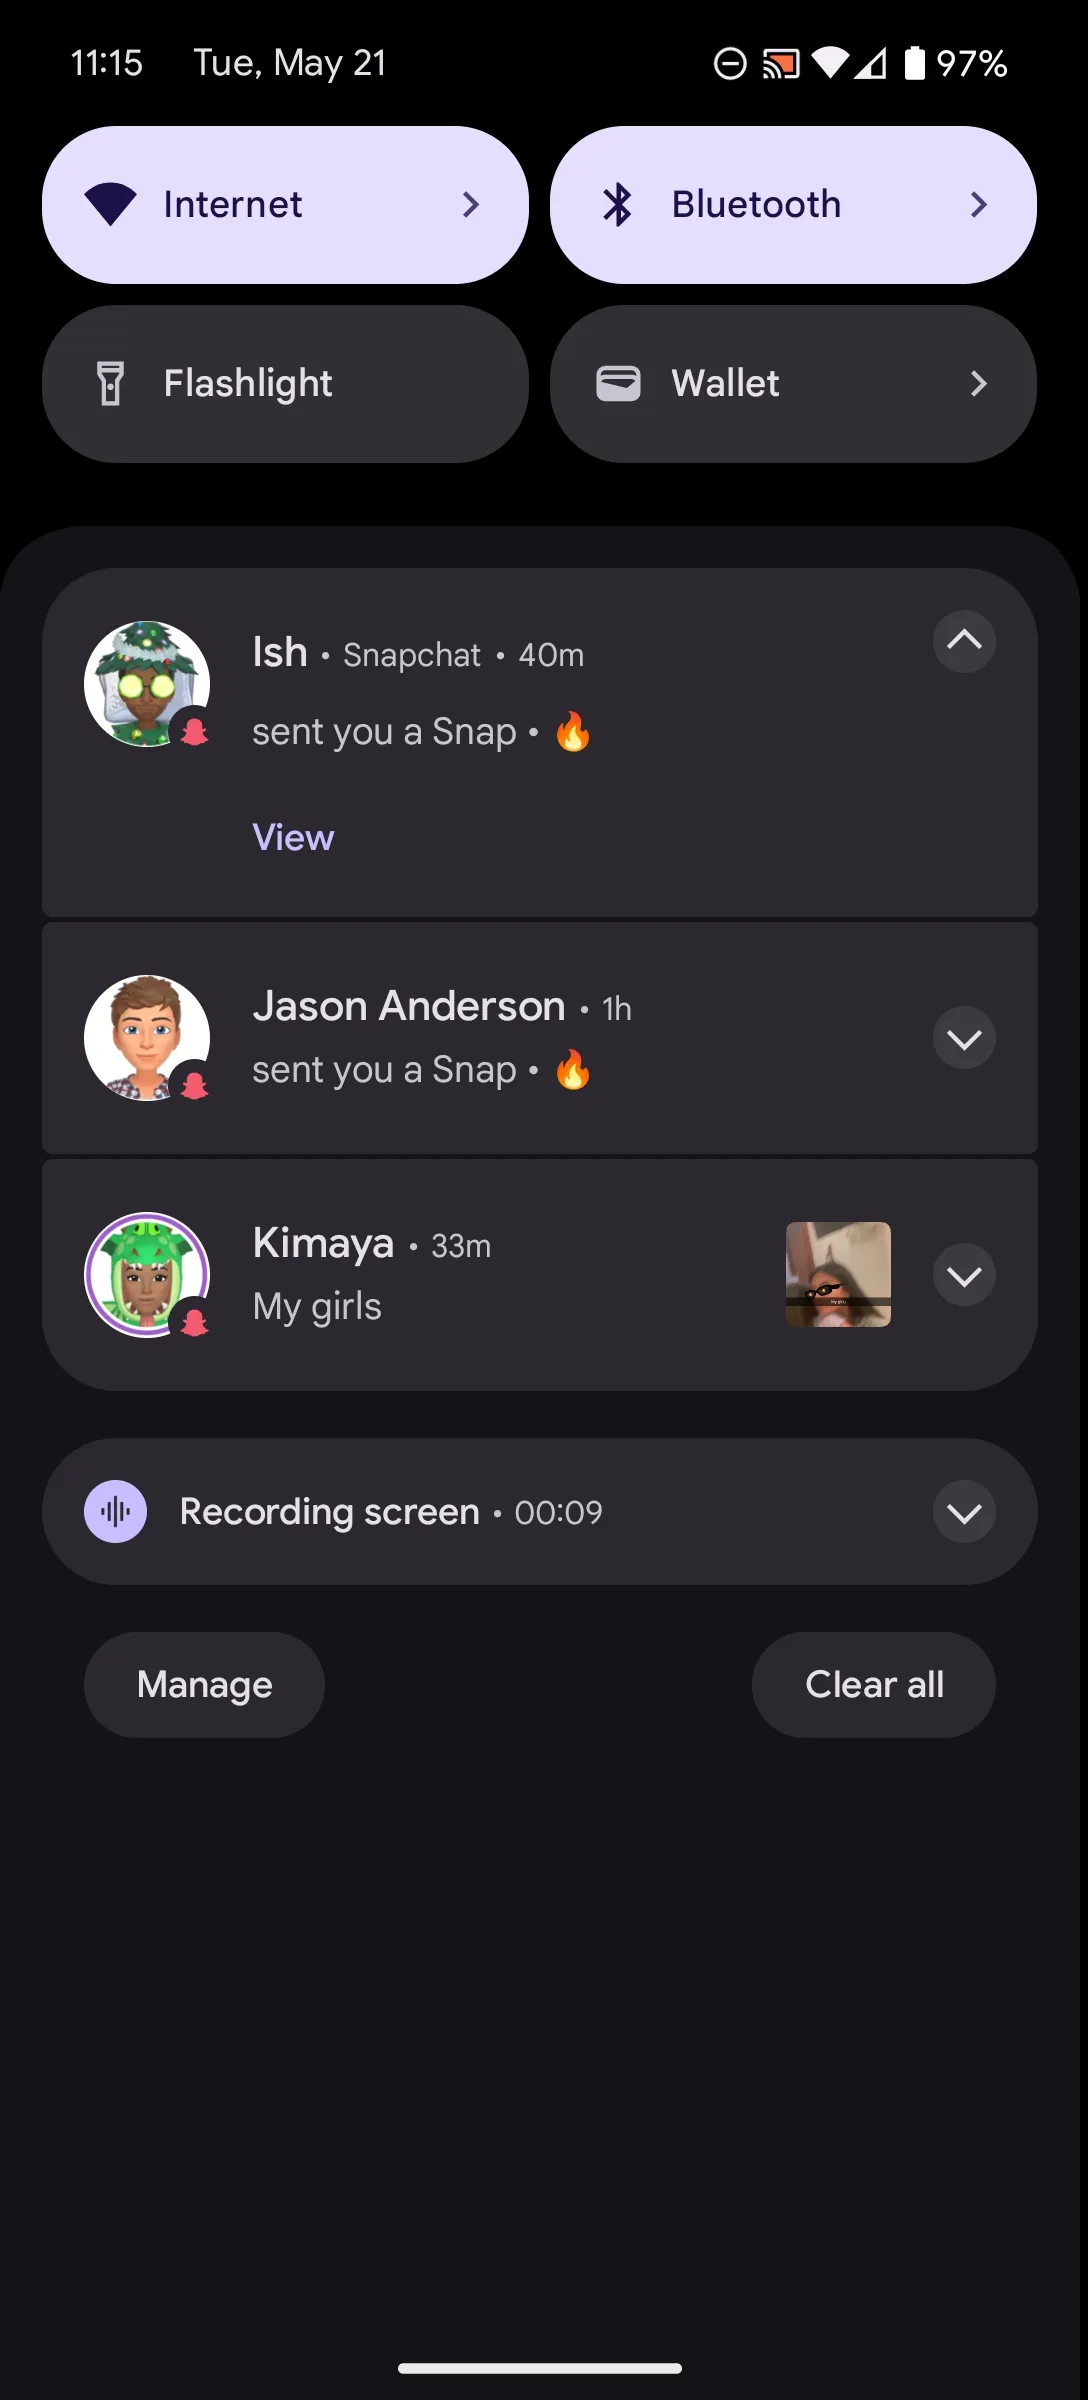 11:15 Tue, May 21 97%
Internet Bluetooth
Flashlight Wallet
Ish • Snapchat • 40m
sent you a Snap • 🔥
View
Jason Anderson • 1h
sent you a Snap • 🔥
Kimaya • 33m
My girls
Recording screen • 00:09
Manage Clear all